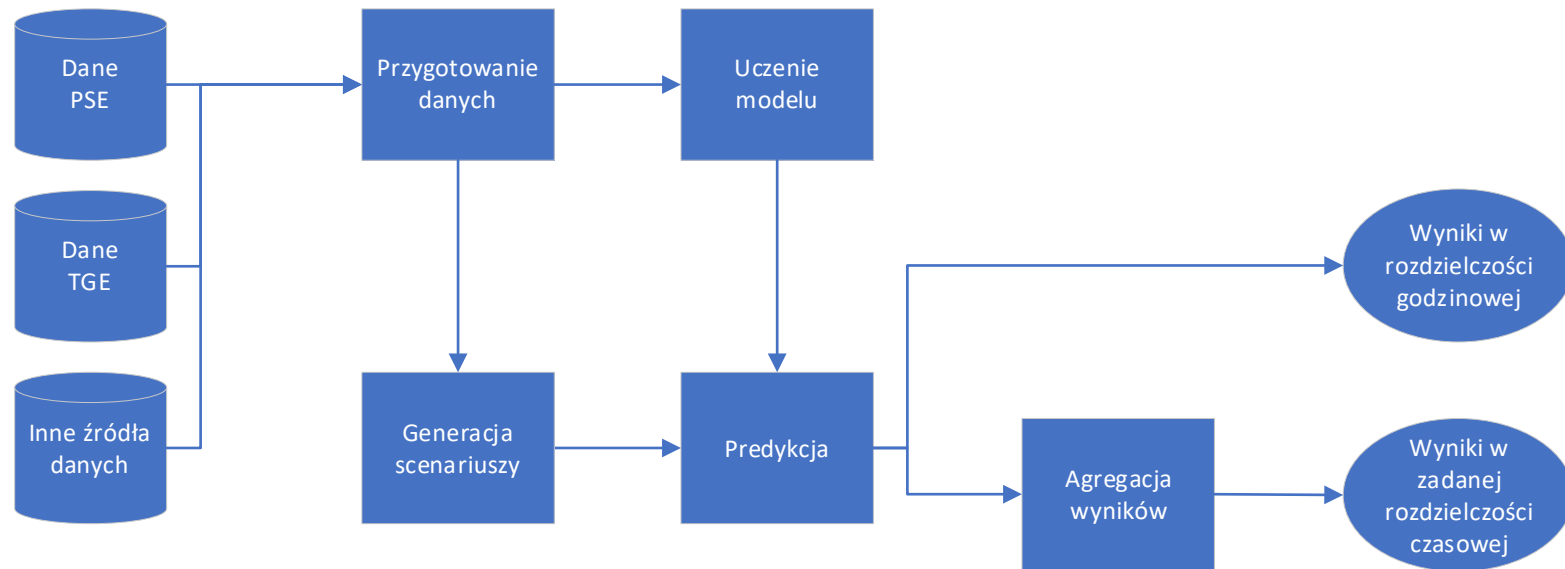 Dane
PSE
Przygotowanie
danych
Uczenie
modelu
Dane
TGE
Wyniki w
rozdzielczości
godzinowej
Inne źródła
danych
Generacja
scenariuszy
Predykcja
Agregacja
wyników
Wyniki w
zadanej
rozdzielczości
czasowej